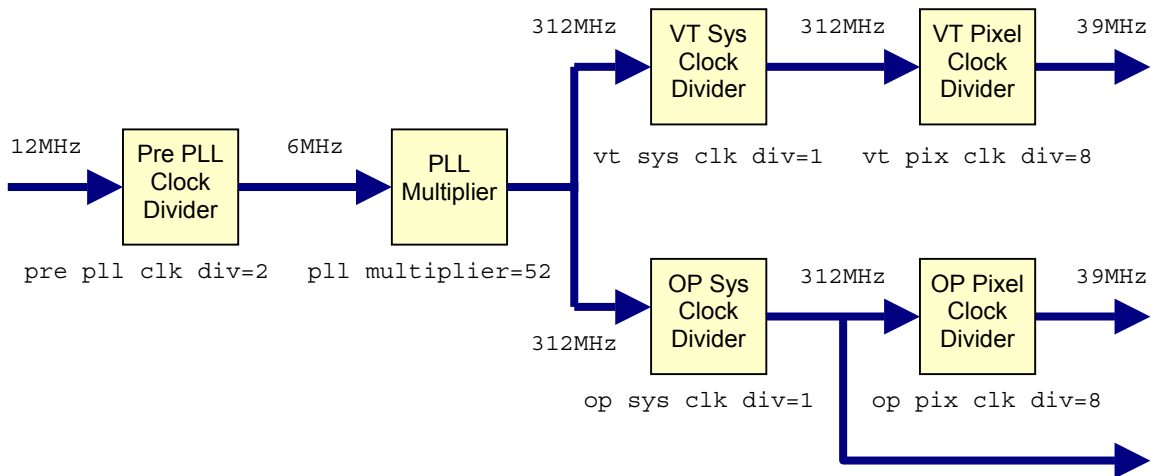 312MHz
VT Sys
Clock
Divider
312MHz
VT Pixel
Clock
Divider
39MHz
vt sys clk div=1
vt pix clk div=8
12MHz
Pre PLL
Clock
Divider
6MHz
PLL
Multiplier
pre pll clk div=2
pll multiplier=52
312MHz
OP Sys
Clock
Divider
312MHz
OP Pixel
Clock
Divider
39MHz
op sys clk div=1
op pix clk div=8